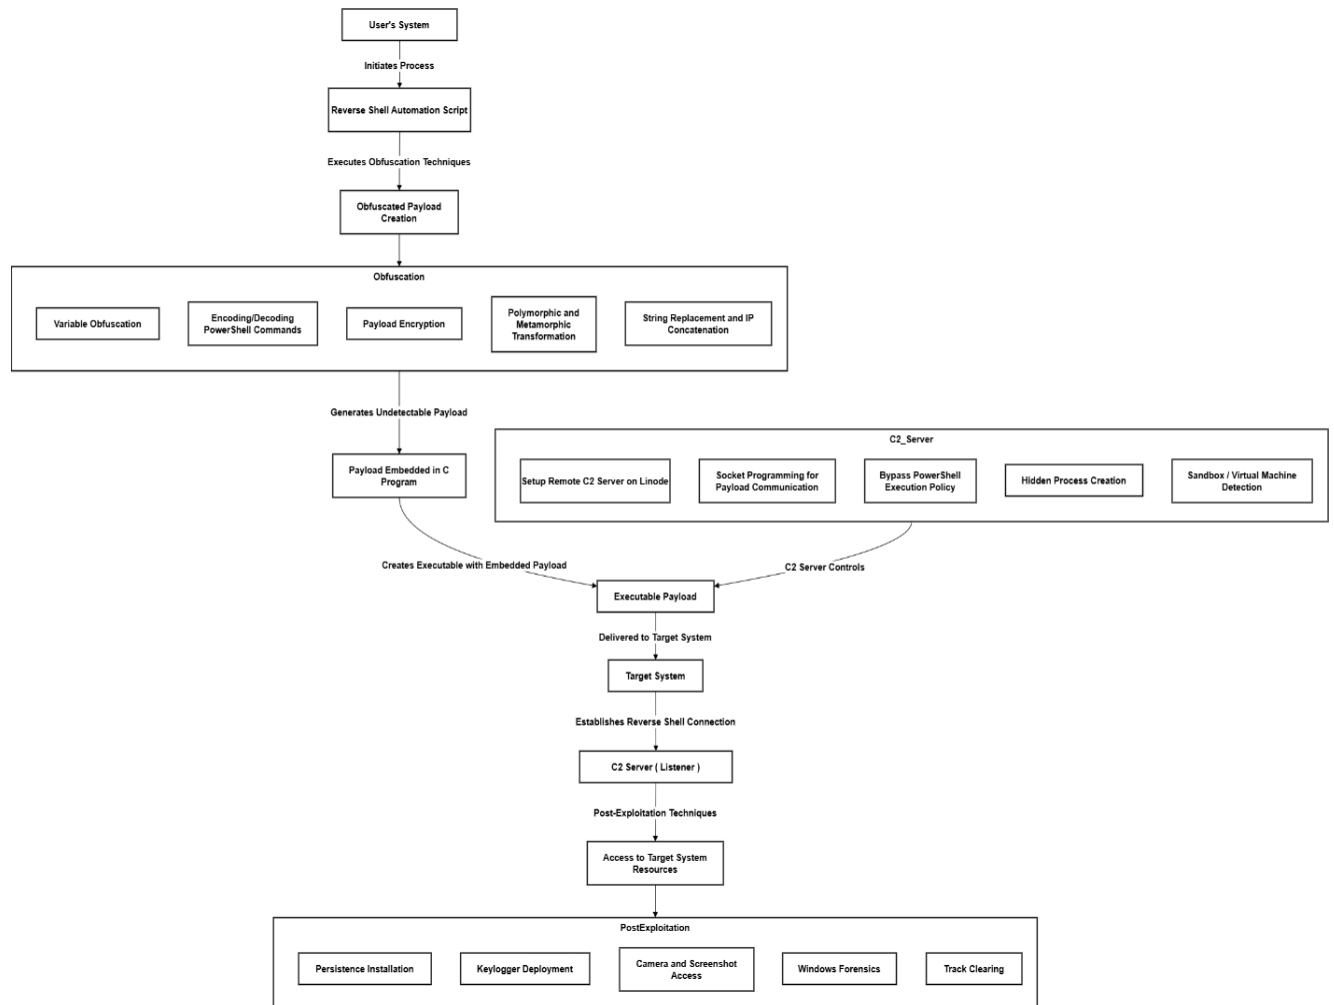 User's System
Initiates Process
Reverse Shell Automation Script
Executes Obfuscation Techniques
Obfuscated Payload
Creation
Obfuscation
Variable Obfuscation
Encoding/Decoding
PowerShell Commands
Payload Encryption
Polymorphic and
Metamorphic
Transformation
String Replacement and IP
Concatenation
Generates Undetectable Payload
Payload Embedded in C
Program
C2_Server
Setup Remote C2 Server on Linode
Socket Programming for
Payload Communication
Bypass PowerShell
Execution Policy
Hidden Process Creation
Sandbox / Virtual Machine
Detection
Creates Executable with Embedded Payload
C2 Server Controls
Executable Payload
Delivered to Target System
Target System
Establishes Reverse Shell Connection
C2 Server ( Listener )
Post-Exploitation Techniques
Access to Target System
Resources
PostExploitation
Persistence Installation
Keylogger Deployment
Camera and Screenshot
Access
Windows Forensics
Track Clearing